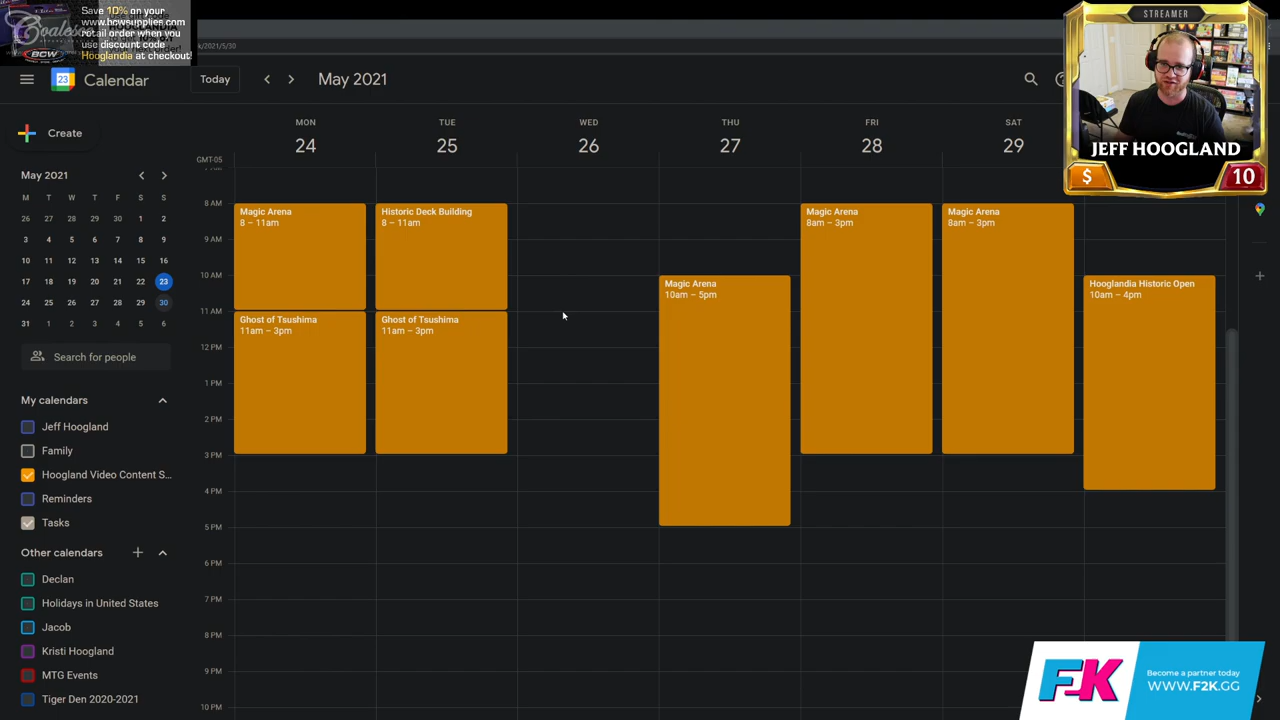 Save 10% on your
www.bcwsupplies.com
retail order when you
use discount code
Hooglandia at checkout!
BCW
k/2021/5/30
STREAMER
JEFF HOOGLAND
$
10
23
Calendar
Today
May 2021
Create
May 2021
M T W T F S S
26 27 28 29 30 1 2
3 4 5 6 7 8 9
10 11 12 13 14 15 16
17 18 19 20 21 22 23
24 25 26 27 28 29 30
31 1 2 3 4 5 6
Search for people
My calendars
Jeff Hoogland
Family
Hoogland Video Content S...
Reminders
Tasks
Other calendars
Declan
Holidays in United States
Jacob
Kristi Hoogland
MTG Events
Tiger Den 2020-2021
GMT-05
MON TUE WED THU FRI SAT
24 25 26 27 28 29
8 AM
9 AM
10 AM
11 AM
12 PM
1 PM
2 PM
3 PM
4 PM
5 PM
6 PM
7 PM
8 PM
9 PM
10 PM
Magic Arena
8 – 11am
Ghost of Tsushima
11am – 3pm
Historic Deck Building
8 – 11am
Ghost of Tsushima
11am – 3pm
Magic Arena
10am – 5pm
Magic Arena
8am – 3pm
Magic Arena
8am – 3pm
Hooglandia Historic Open
10am – 4pm
F2K
Become a partner today
WWW.F2K.GG